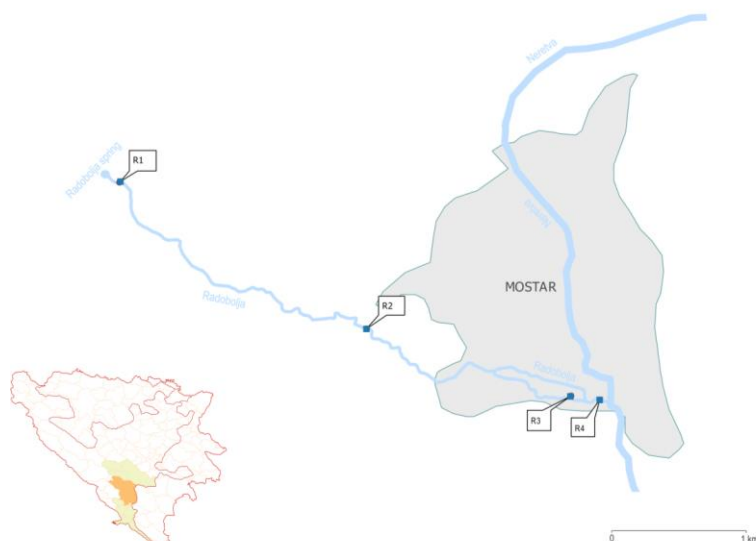 Neretva
R1
Radobolja spring
Neretva
Radobolja
MOSTAR
R2
Radobolja
R3
R4
0
1 km